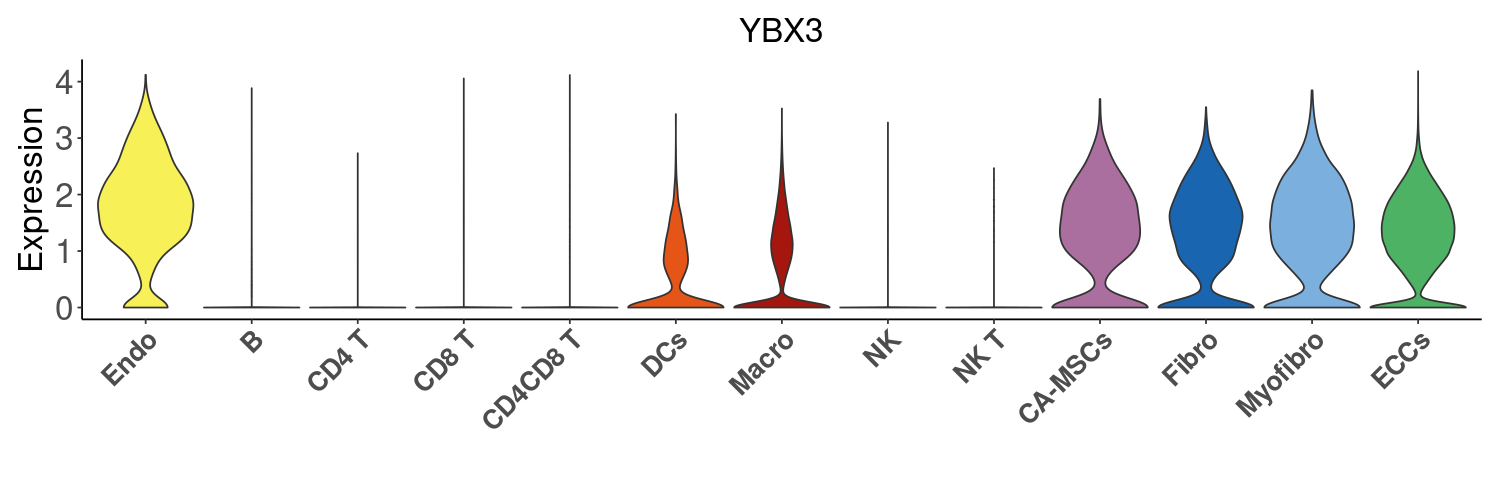 YBX3
Expression
4
3
2
1
0
Endo
B
CD4 T
CD8 T
CD4CD8 T
DCs
Macro
NK
NK T
CA-MSCs
Fibro
Myofibro
ECCs